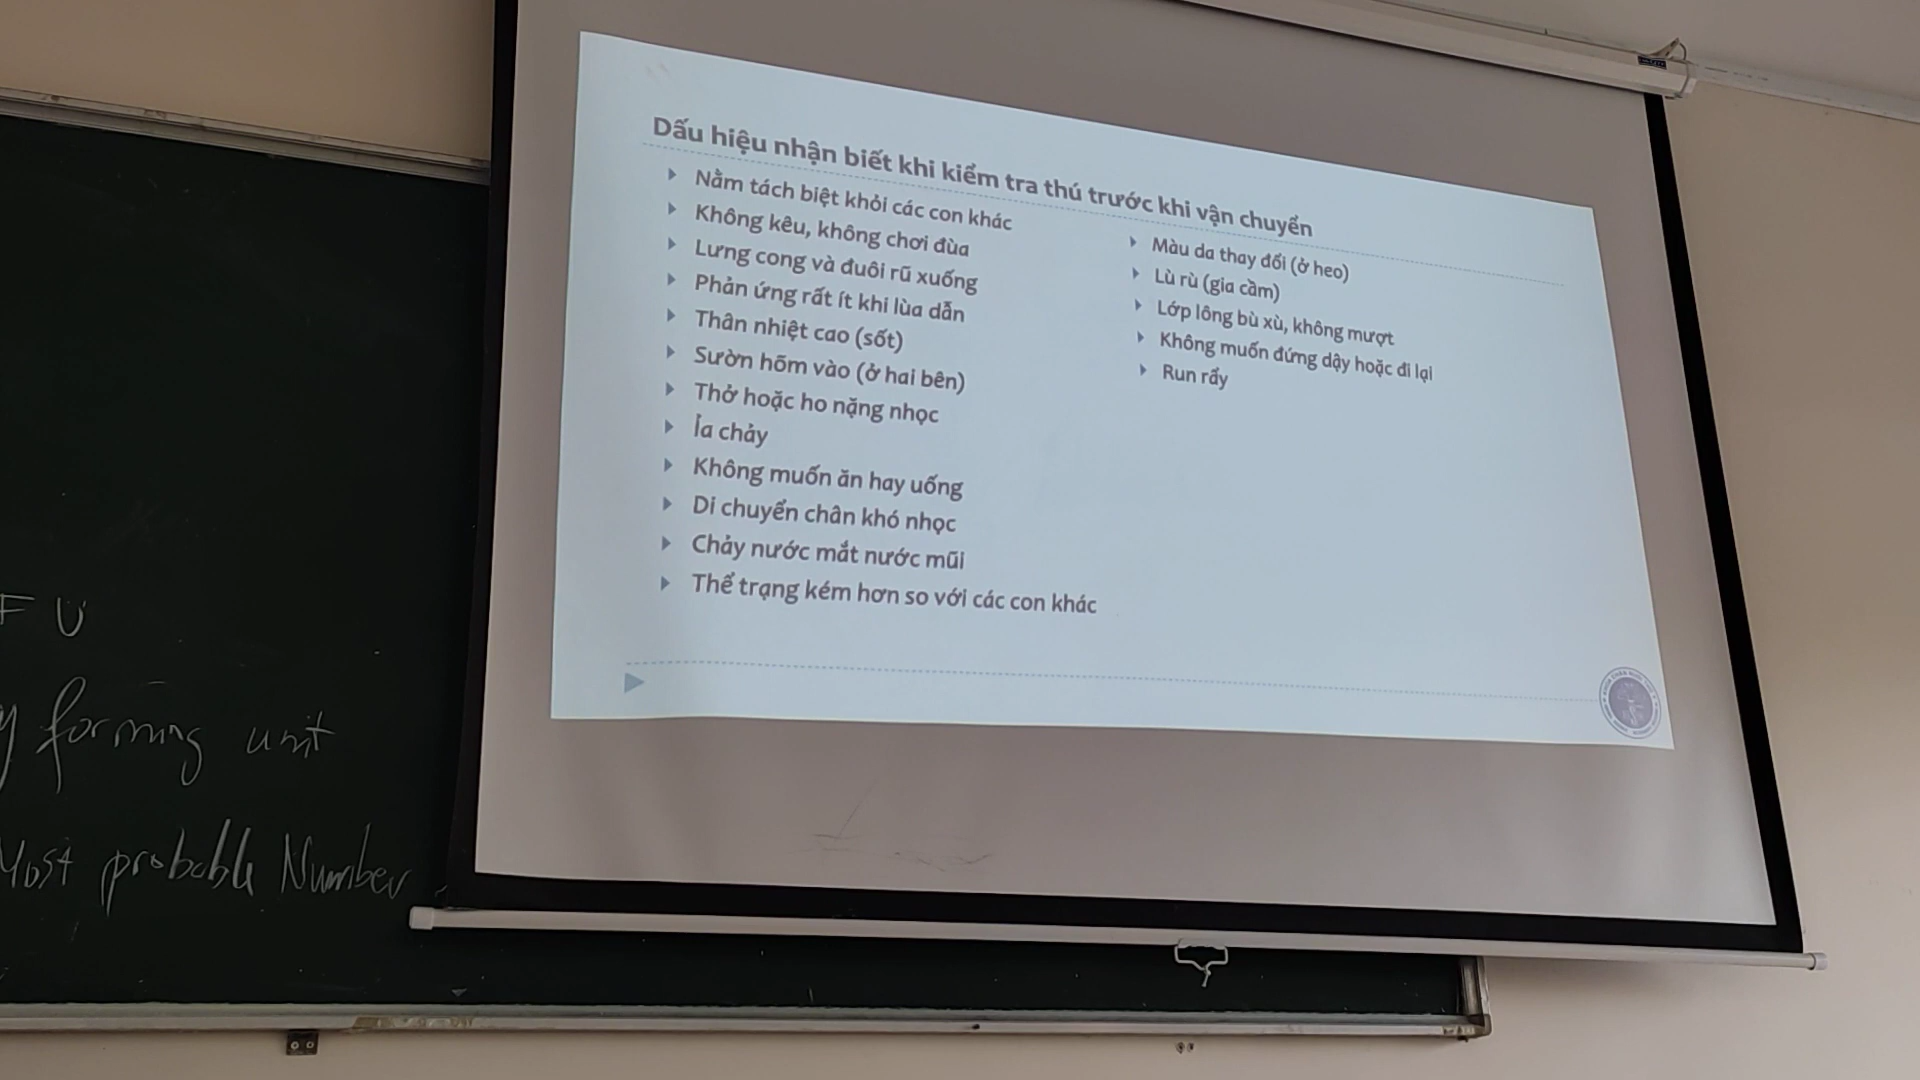 Dấu hiệu nhận biết khi kiểm tra thú trước khi vận chuyển
Nằm tách biệt khỏi các con khác
Không kêu, không chơi đùa
Lưng cong và đuôi rũ xuống
Phản ứng rất ít khi lùa dẫn
Thân nhiệt cao (sốt)
Sườn hõm vào (ở hai bên)
Thở hoặc ho nặng nhọc
Ỉa chảy
Không muốn ăn hay uống
Di chuyển chân khó nhọc
Chảy nước mắt nước mũi
Thể trạng kém hơn so với các con khác
Màu da thay đổi (ở heo)
Lù rù (gia cầm)
Lớp lông bù xù, không mượt
Không muốn đứng dậy hoặc đi lại
Run rẩy
FU
y forming unit
Most probable Number